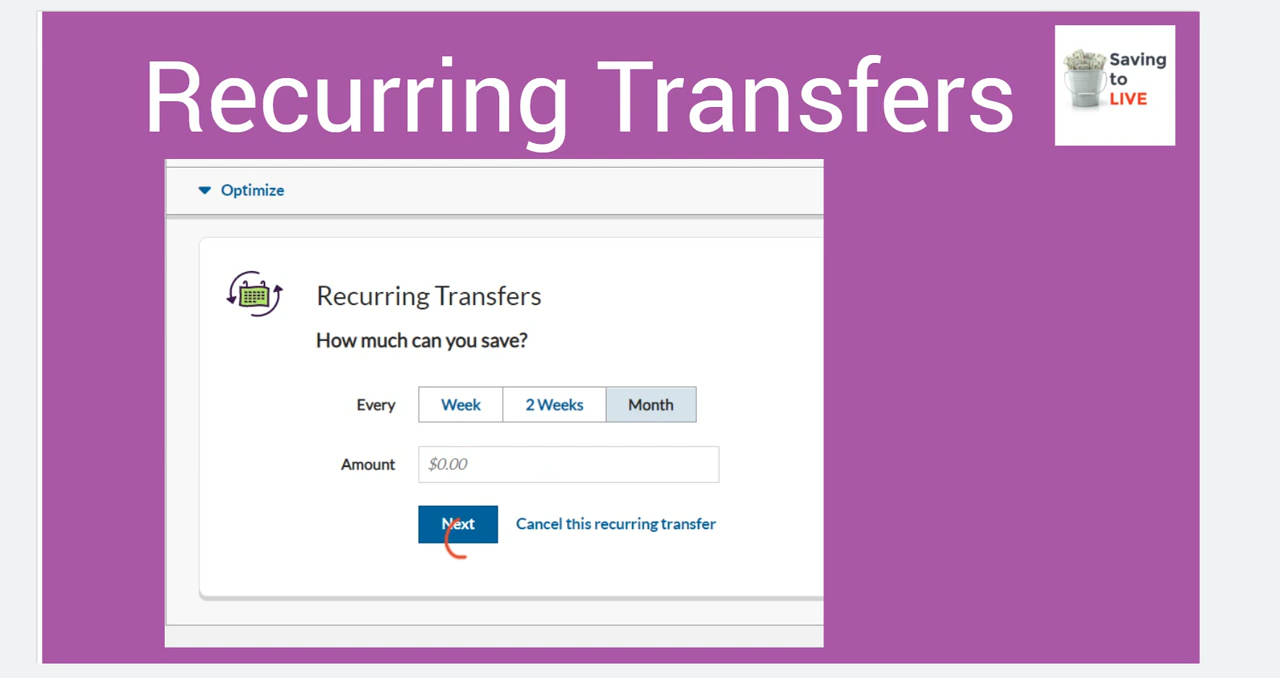 Recurring Transfers
Saving
to
LIVE
Optimize
Recurring Transfers
How much can you save?
Every Week 2 Weeks Month
Amount $0.00
Next Cancel this recurring transfer